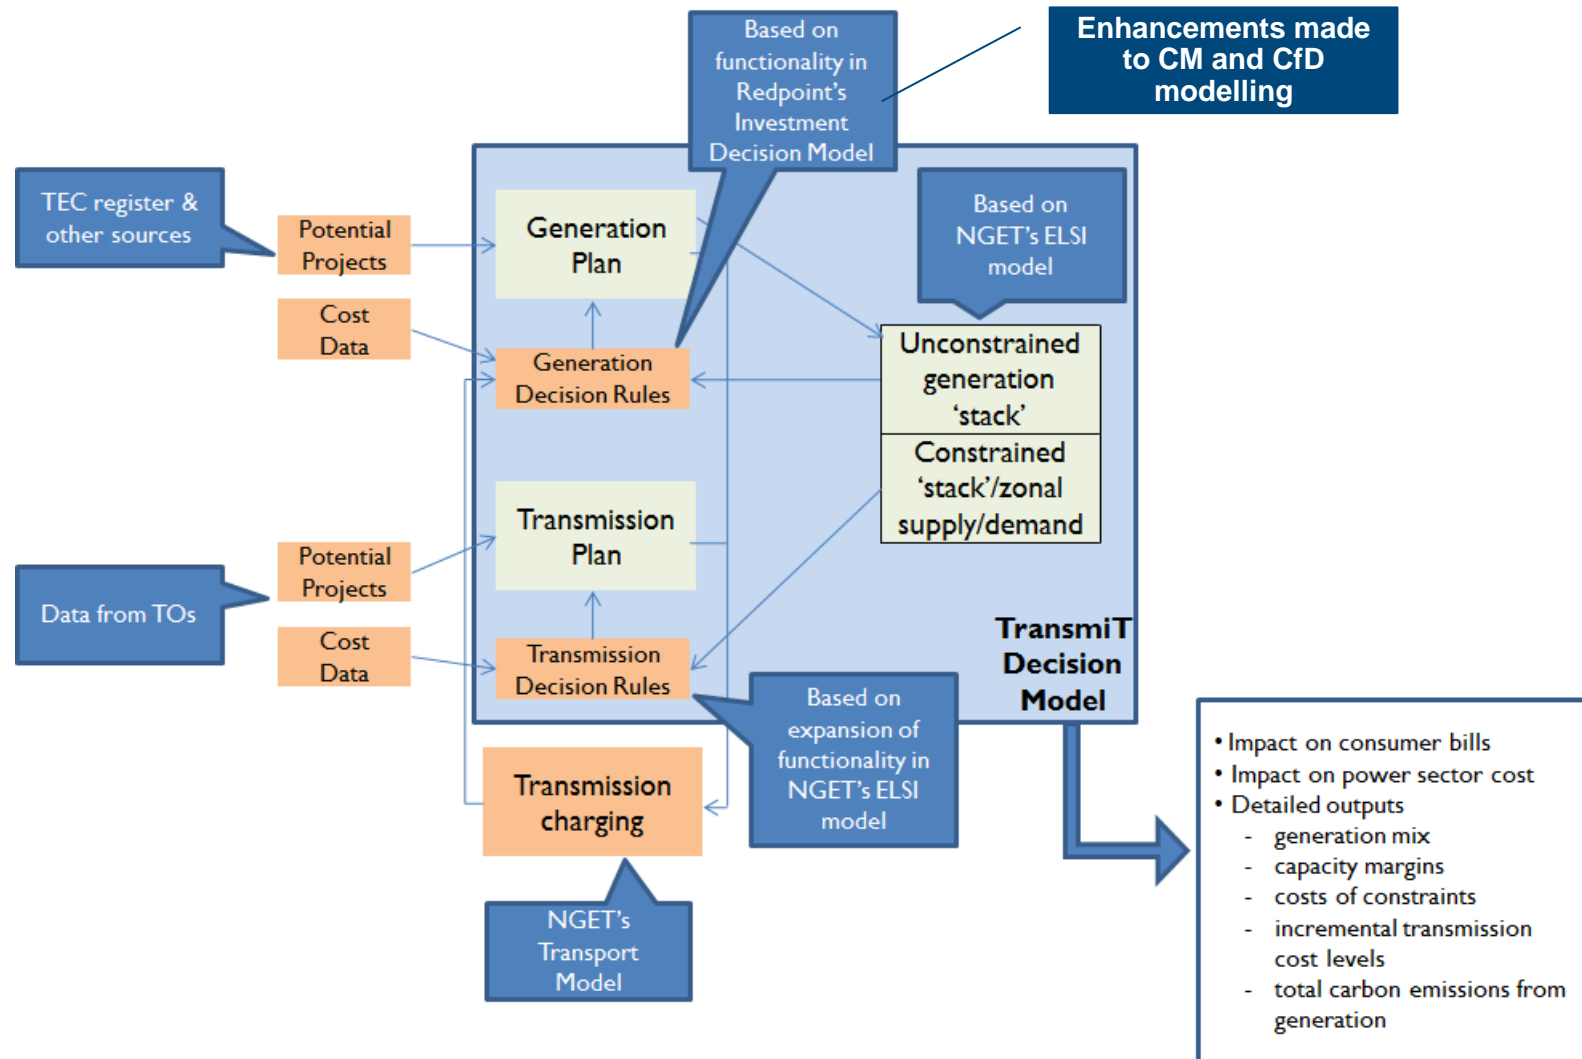 Based on
functionality in
Redpoint's
Investment
Decision Model
Enhancements made
to CM and CfD
modelling
TEC register &
other sources
Potential
Projects
Generation
Plan
Based on
NGET's ELSI
model
Cost
Data
Generation
Decision Rules
Unconstrained
generation
‘stack’
Constrained
‘stack’/zonal
supply/demand
Transmission
Plan
Potential
Projects
Data from TOs
Cost
Data
Transmission
Decision Rules
TransmiT
Decision
Model
Based on
expansion of
functionality in
NGET's ELSI
model
Transmission
charging
NGET's
Transport
Model
• Impact on consumer bills
• Impact on power sector cost
• Detailed outputs
- generation mix
- capacity margins
- costs of constraints
- incremental transmission
cost levels
- total carbon emissions from
generation